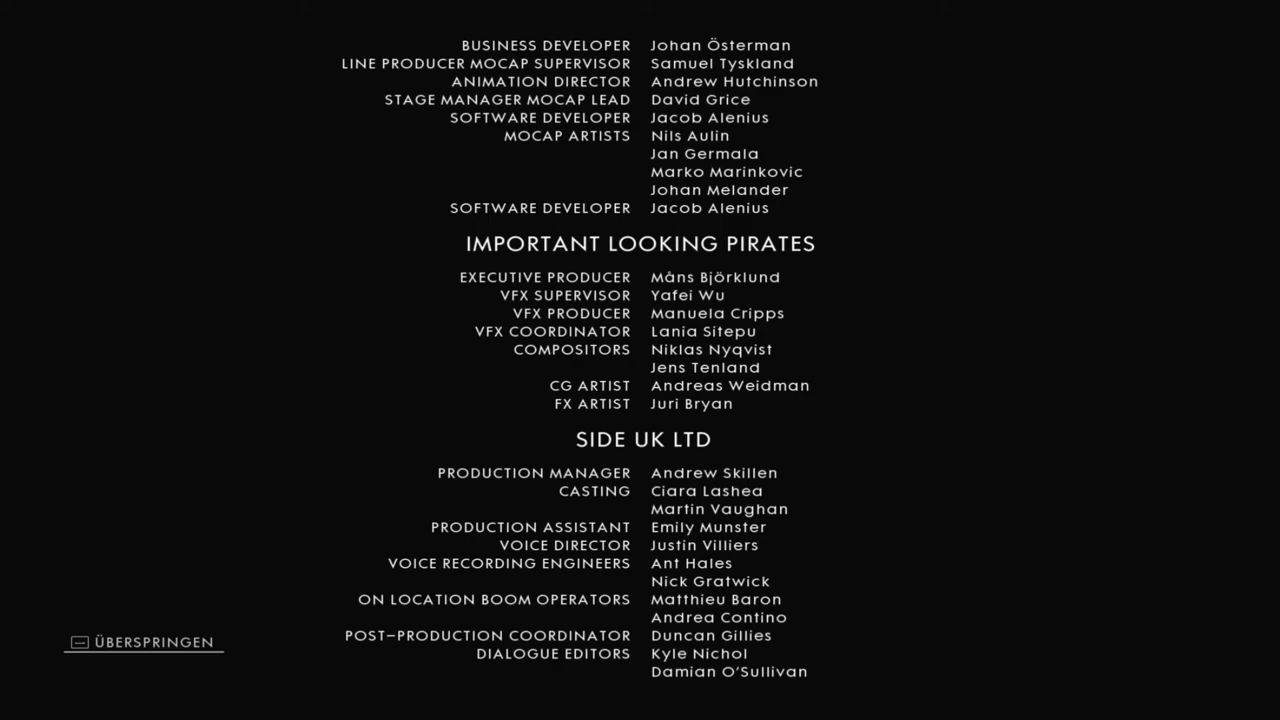 BUSINESS DEVELOPER Johan Österman
LINE PRODUCER MOCAP SUPERVISOR Samuel Tyskland
ANIMATION DIRECTOR Andrew Hutchinson
STAGE MANAGER MOCAP LEAD David Grice
SOFTWARE DEVELOPER Jacob Alenius
MOCAP ARTISTS Nils Aulin
Jan Germala
Marko Marinkovic
Johan Melander
SOFTWARE DEVELOPER Jacob Alenius
IMPORTANT LOOKING PIRATES
EXECUTIVE PRODUCER Måns Björklund
VFX SUPERVISOR Yafei Wu
VFX PRODUCER Manuela Cripps
VFX COORDINATOR Lania Sitepu
COMPOSITORS Niklas Nyqvist
Jens Tenland
CG ARTIST Andreas Weidman
FX ARTIST Juri Bryan
SIDE UK LTD
PRODUCTION MANAGER Andrew Skillen
CASTING Ciara Lashea
Martin Vaughan
PRODUCTION ASSISTANT Emily Munster
VOICE DIRECTOR Justin Villiers
VOICE RECORDING ENGINEERS Ant Hales
Nick Gratwick
ON LOCATION BOOM OPERATORS Matthieu Baron
Andrea Contino
POST–PRODUCTION COORDINATOR Duncan Gillies
DIALOGUE EDITORS Kyle Nichol
Damian O'Sullivan
ÜBERSPRINGEN